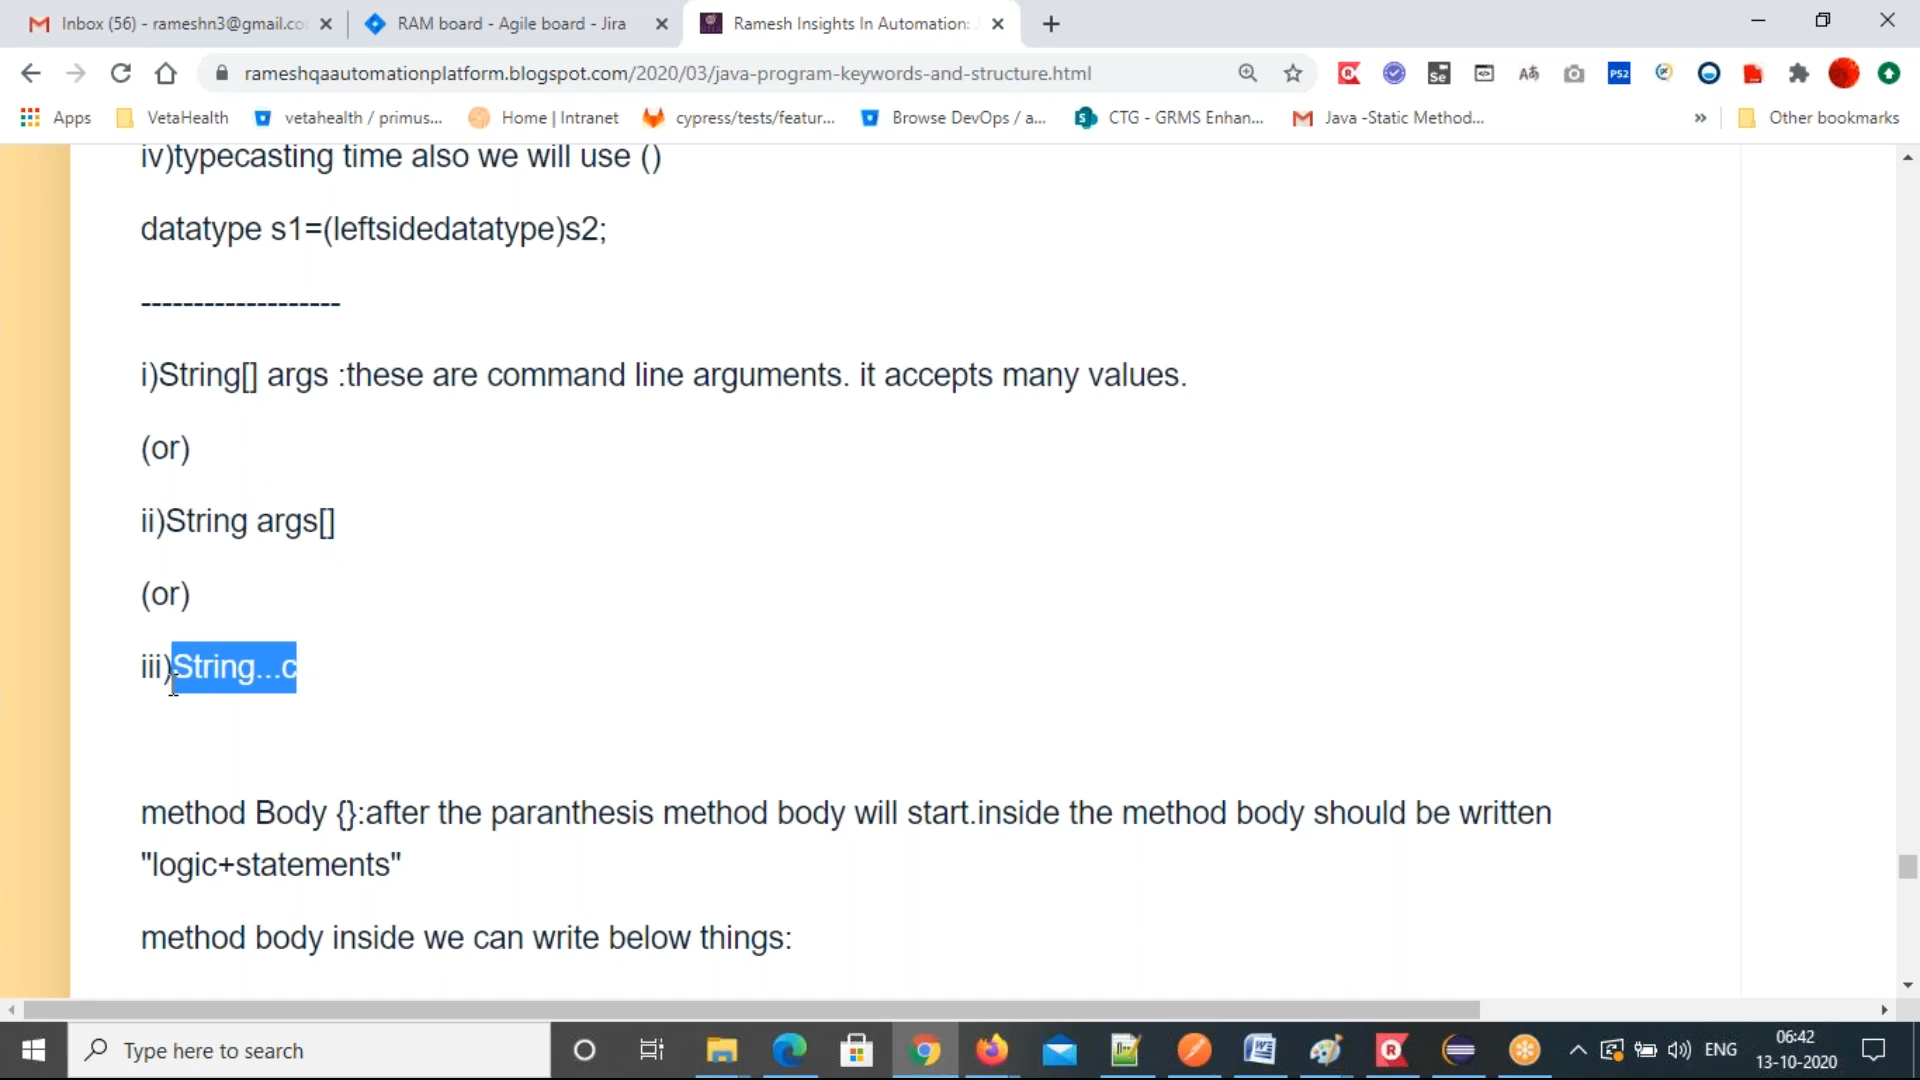 Inbox (56) - rameshn3@gmail.co
RAM board - Agile board - Jira
Ramesh Insights In Automation:
rameshqaautomationplatform.blogspot.com/2020/03/java-program-keywords-and-structure.html
Apps
VetaHealth
vetahealth / primus...
Home | Intranet
cypress/tests/featur...
Browse DevOps / a...
CTG - GRMS Enhan...
Java -Static Method...
»
Other bookmarks
iv)typecasting time also we will use ()
datatype s1=(leftsidedatatype)s2;
-------------------
i)String[] args :these are command line arguments. it accepts many values.
(or)
ii)String args[]
(or)
iii)String...c
method Body {}:after the paranthesis method body will start.inside the method body should be written
"logic+statements"
method body inside we can write below things:
Type here to search
ENG
06:42
13-10-2020